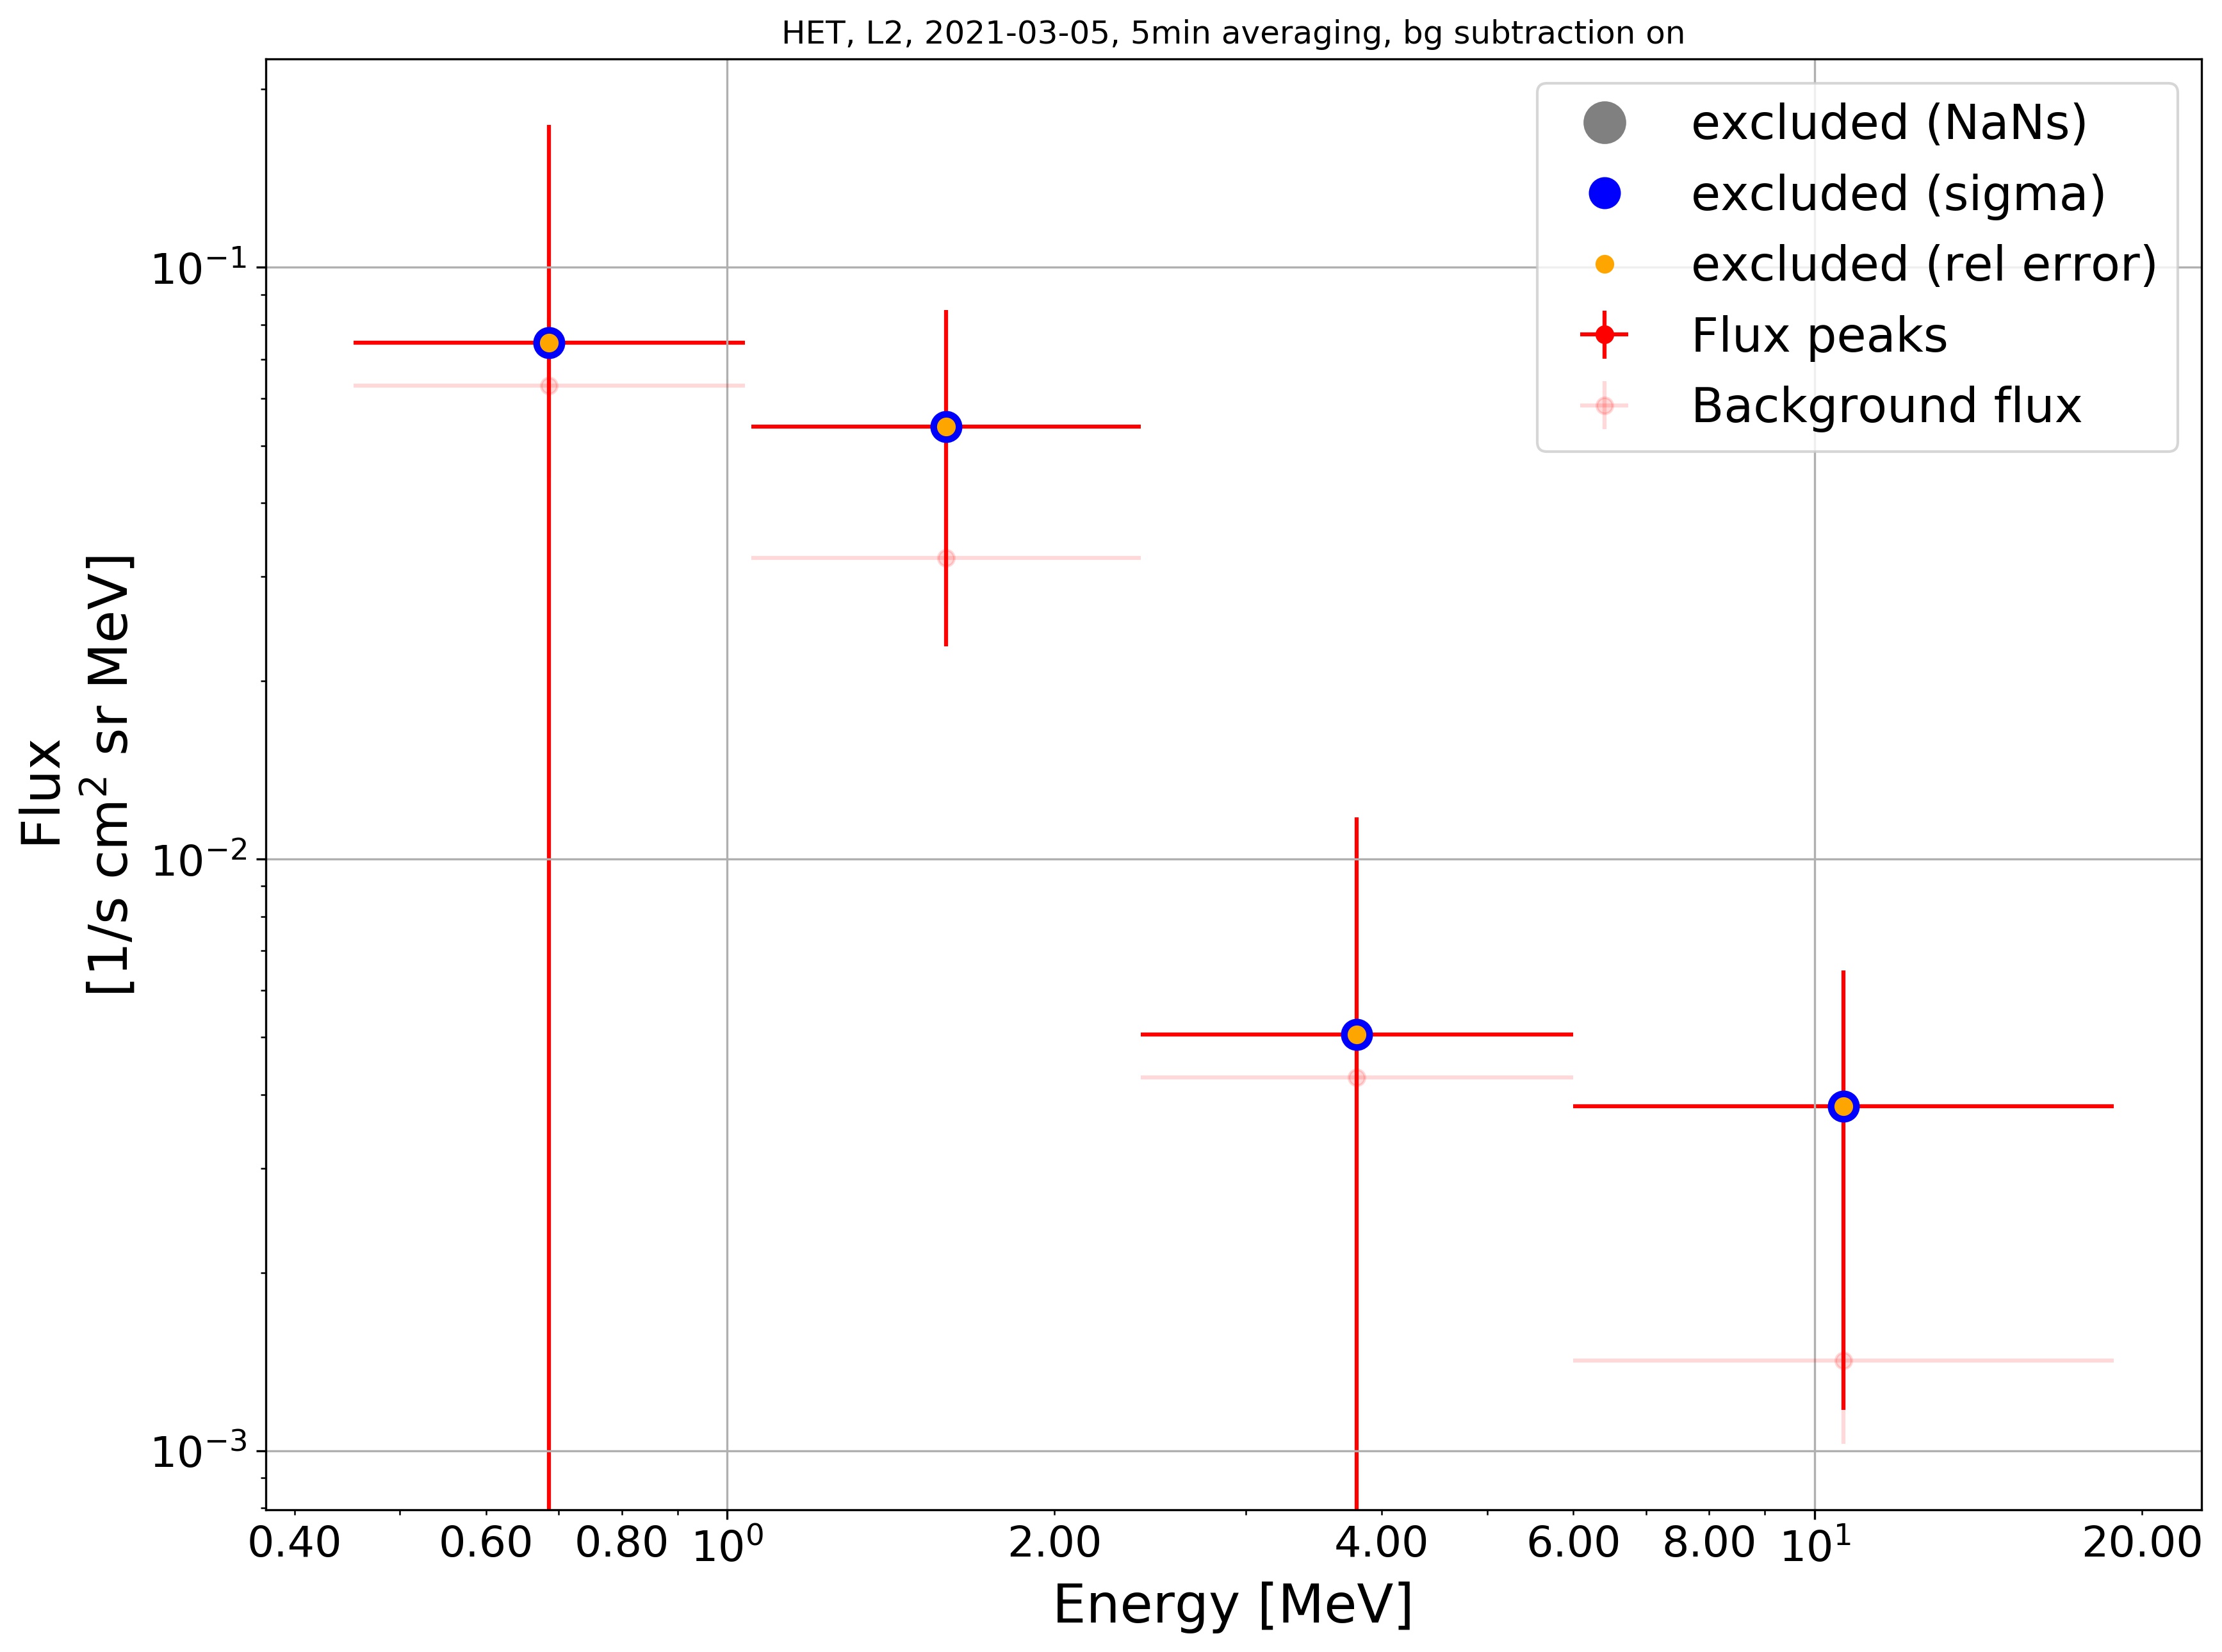 HET, L2, 2021-03-05, 5min averaging, bg subtraction on
excluded (NaNs)
excluded (sigma)
excluded (rel error)
Flux peaks
Background flux
Flux
[1/s cm² sr MeV]
10⁻¹
10⁻²
10⁻³
0.40 0.60 0.80 10⁰ 2.00 4.00 6.00 8.00 10¹ 20.00
Energy [MeV]